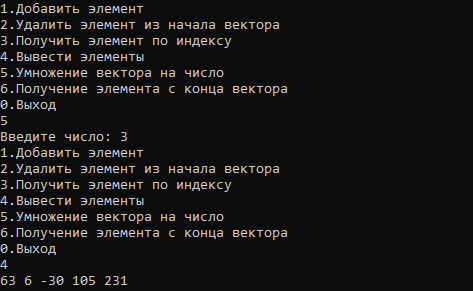 1.Добавить элемент
2.Удалить элемент из начала вектора
3.Получить элемент по индексу
4.Вывести элементы
5.Умножение вектора на число
6.Получение элемента с конца вектора
0.Выход
5
Введите число: 3
1.Добавить элемент
2.Удалить элемент из начала вектора
3.Получить элемент по индексу
4.Вывести элементы
5.Умножение вектора на число
6.Получение элемента с конца вектора
0.Выход
4
63 6 -30 105 231